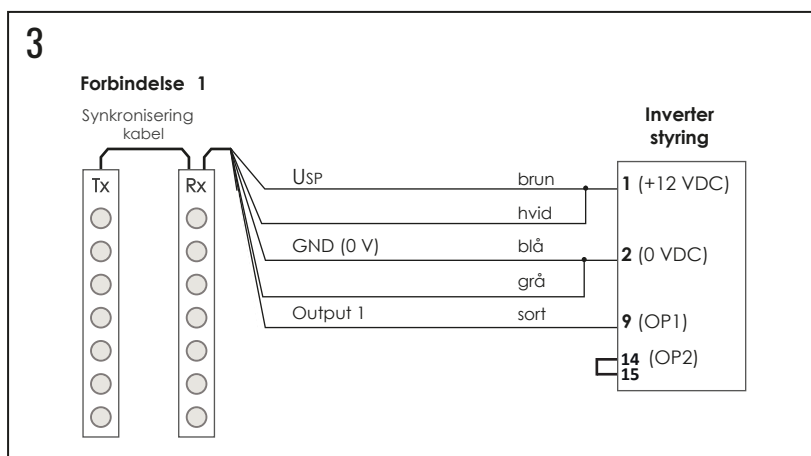 3
Forbindelse 1
Synkronisering
kabel
Tx
Rx
Inverter
styring
USP
brun
1 (+12 VDC)
hvid
GND (0 V)
blå
2 (0 VDC)
grå
Output 1
sort
9 (OP1)
14 (OP2)
15